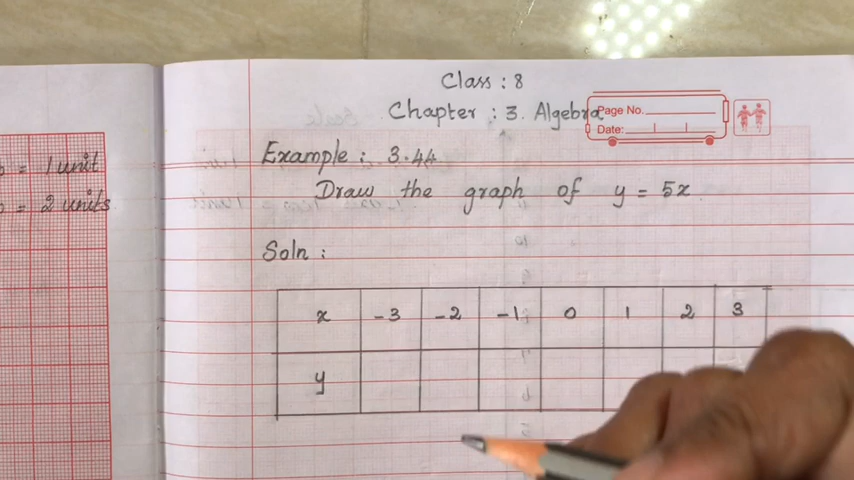 = 1 unit
= 2 units
Class : 8
Chapter : 3. Algebra
Page No.
Date:
Example : 3.44
Draw the graph of y = 5x.
Soln :
x -3 -2 -1 0 1 2 3
y